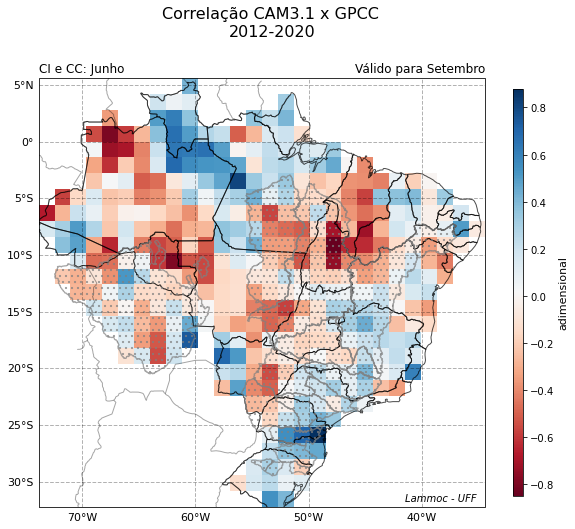 Correlação CAM3.1 x GPCC
2012-2020
CI e CC: Junho
Válido para Setembro
5°N
0°
5°S
10°S
15°S
20°S
25°S
30°S
70°W
60°W
50°W
40°W
Lammoc - UFF
0.8
0.6
0.4
0.2
0.0
−0.2
−0.4
−0.6
−0.8
adimensional